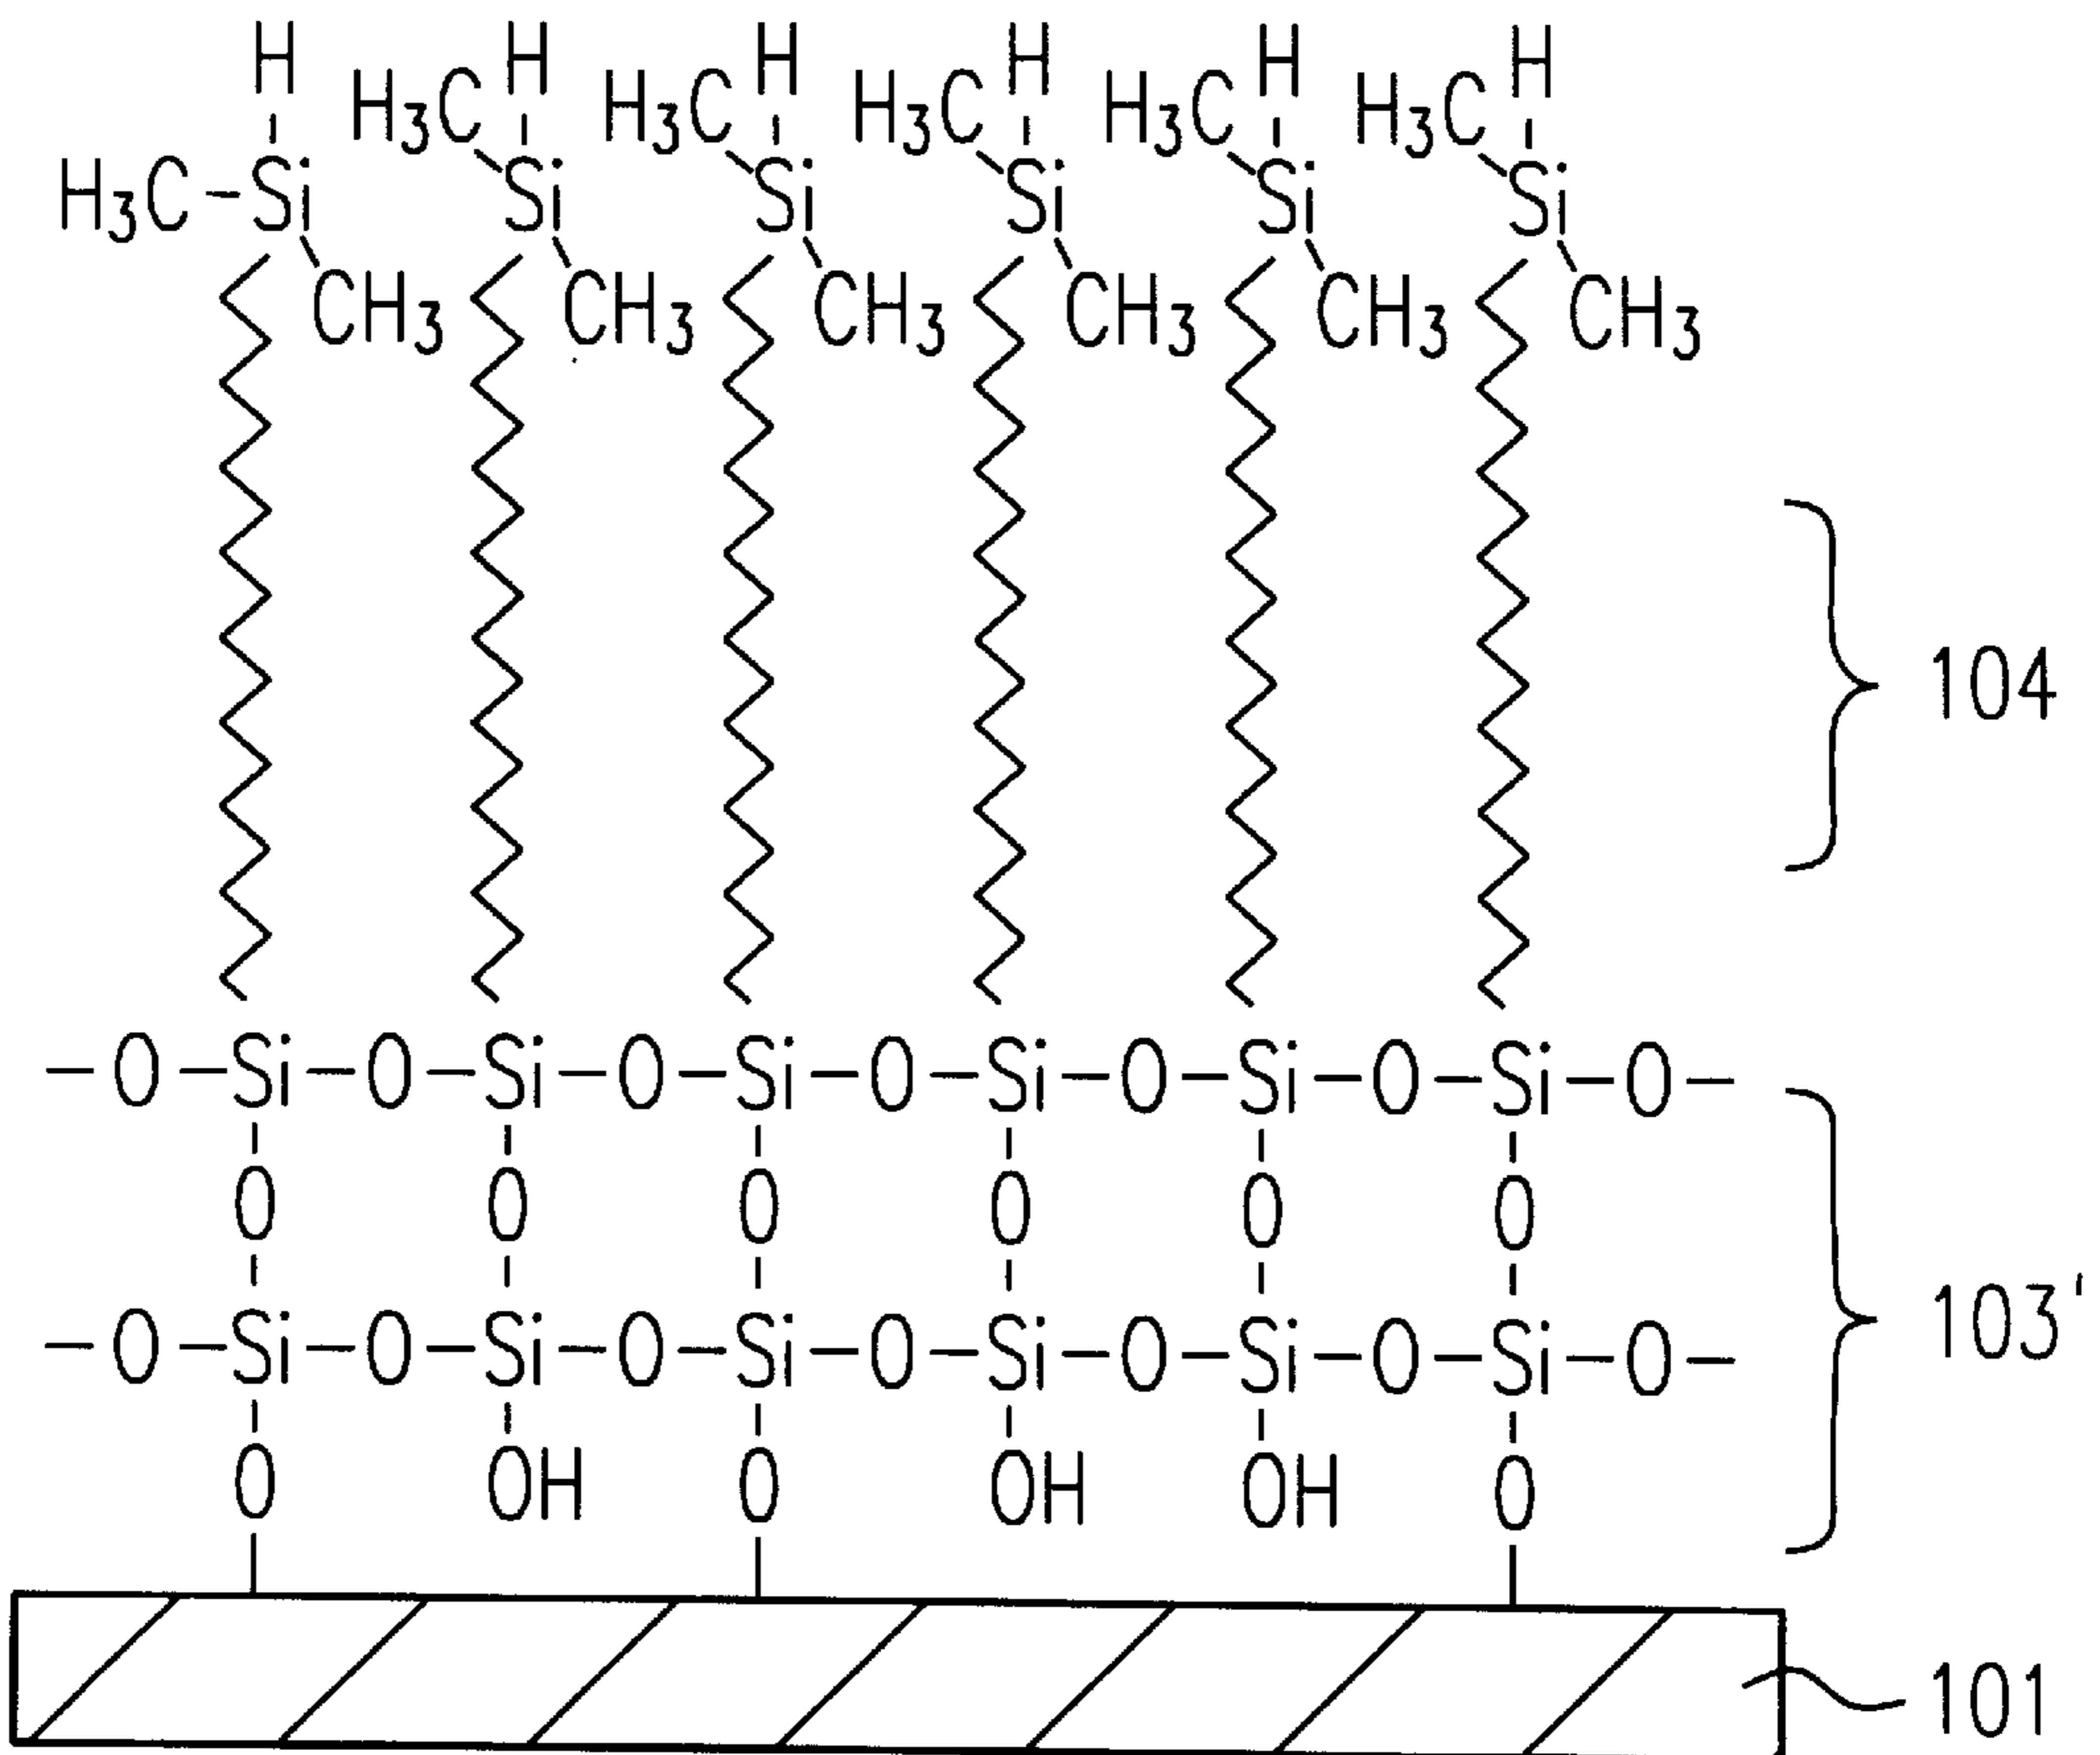 H H H H H H
H₃C H₃C H₃C H₃C H₃C
H₃C-Si Si Si Si Si Si
CH₃ CH₃ CH₃ CH₃ CH₃ CH₃
104
-O-Si-O-Si-O-Si-O-Si-O-Si-O-Si-O-
O O O O O O
103'
-O-Si-O-Si-O-Si-O-Si-O-Si-O-Si-O-
O OH O OH OH O
101